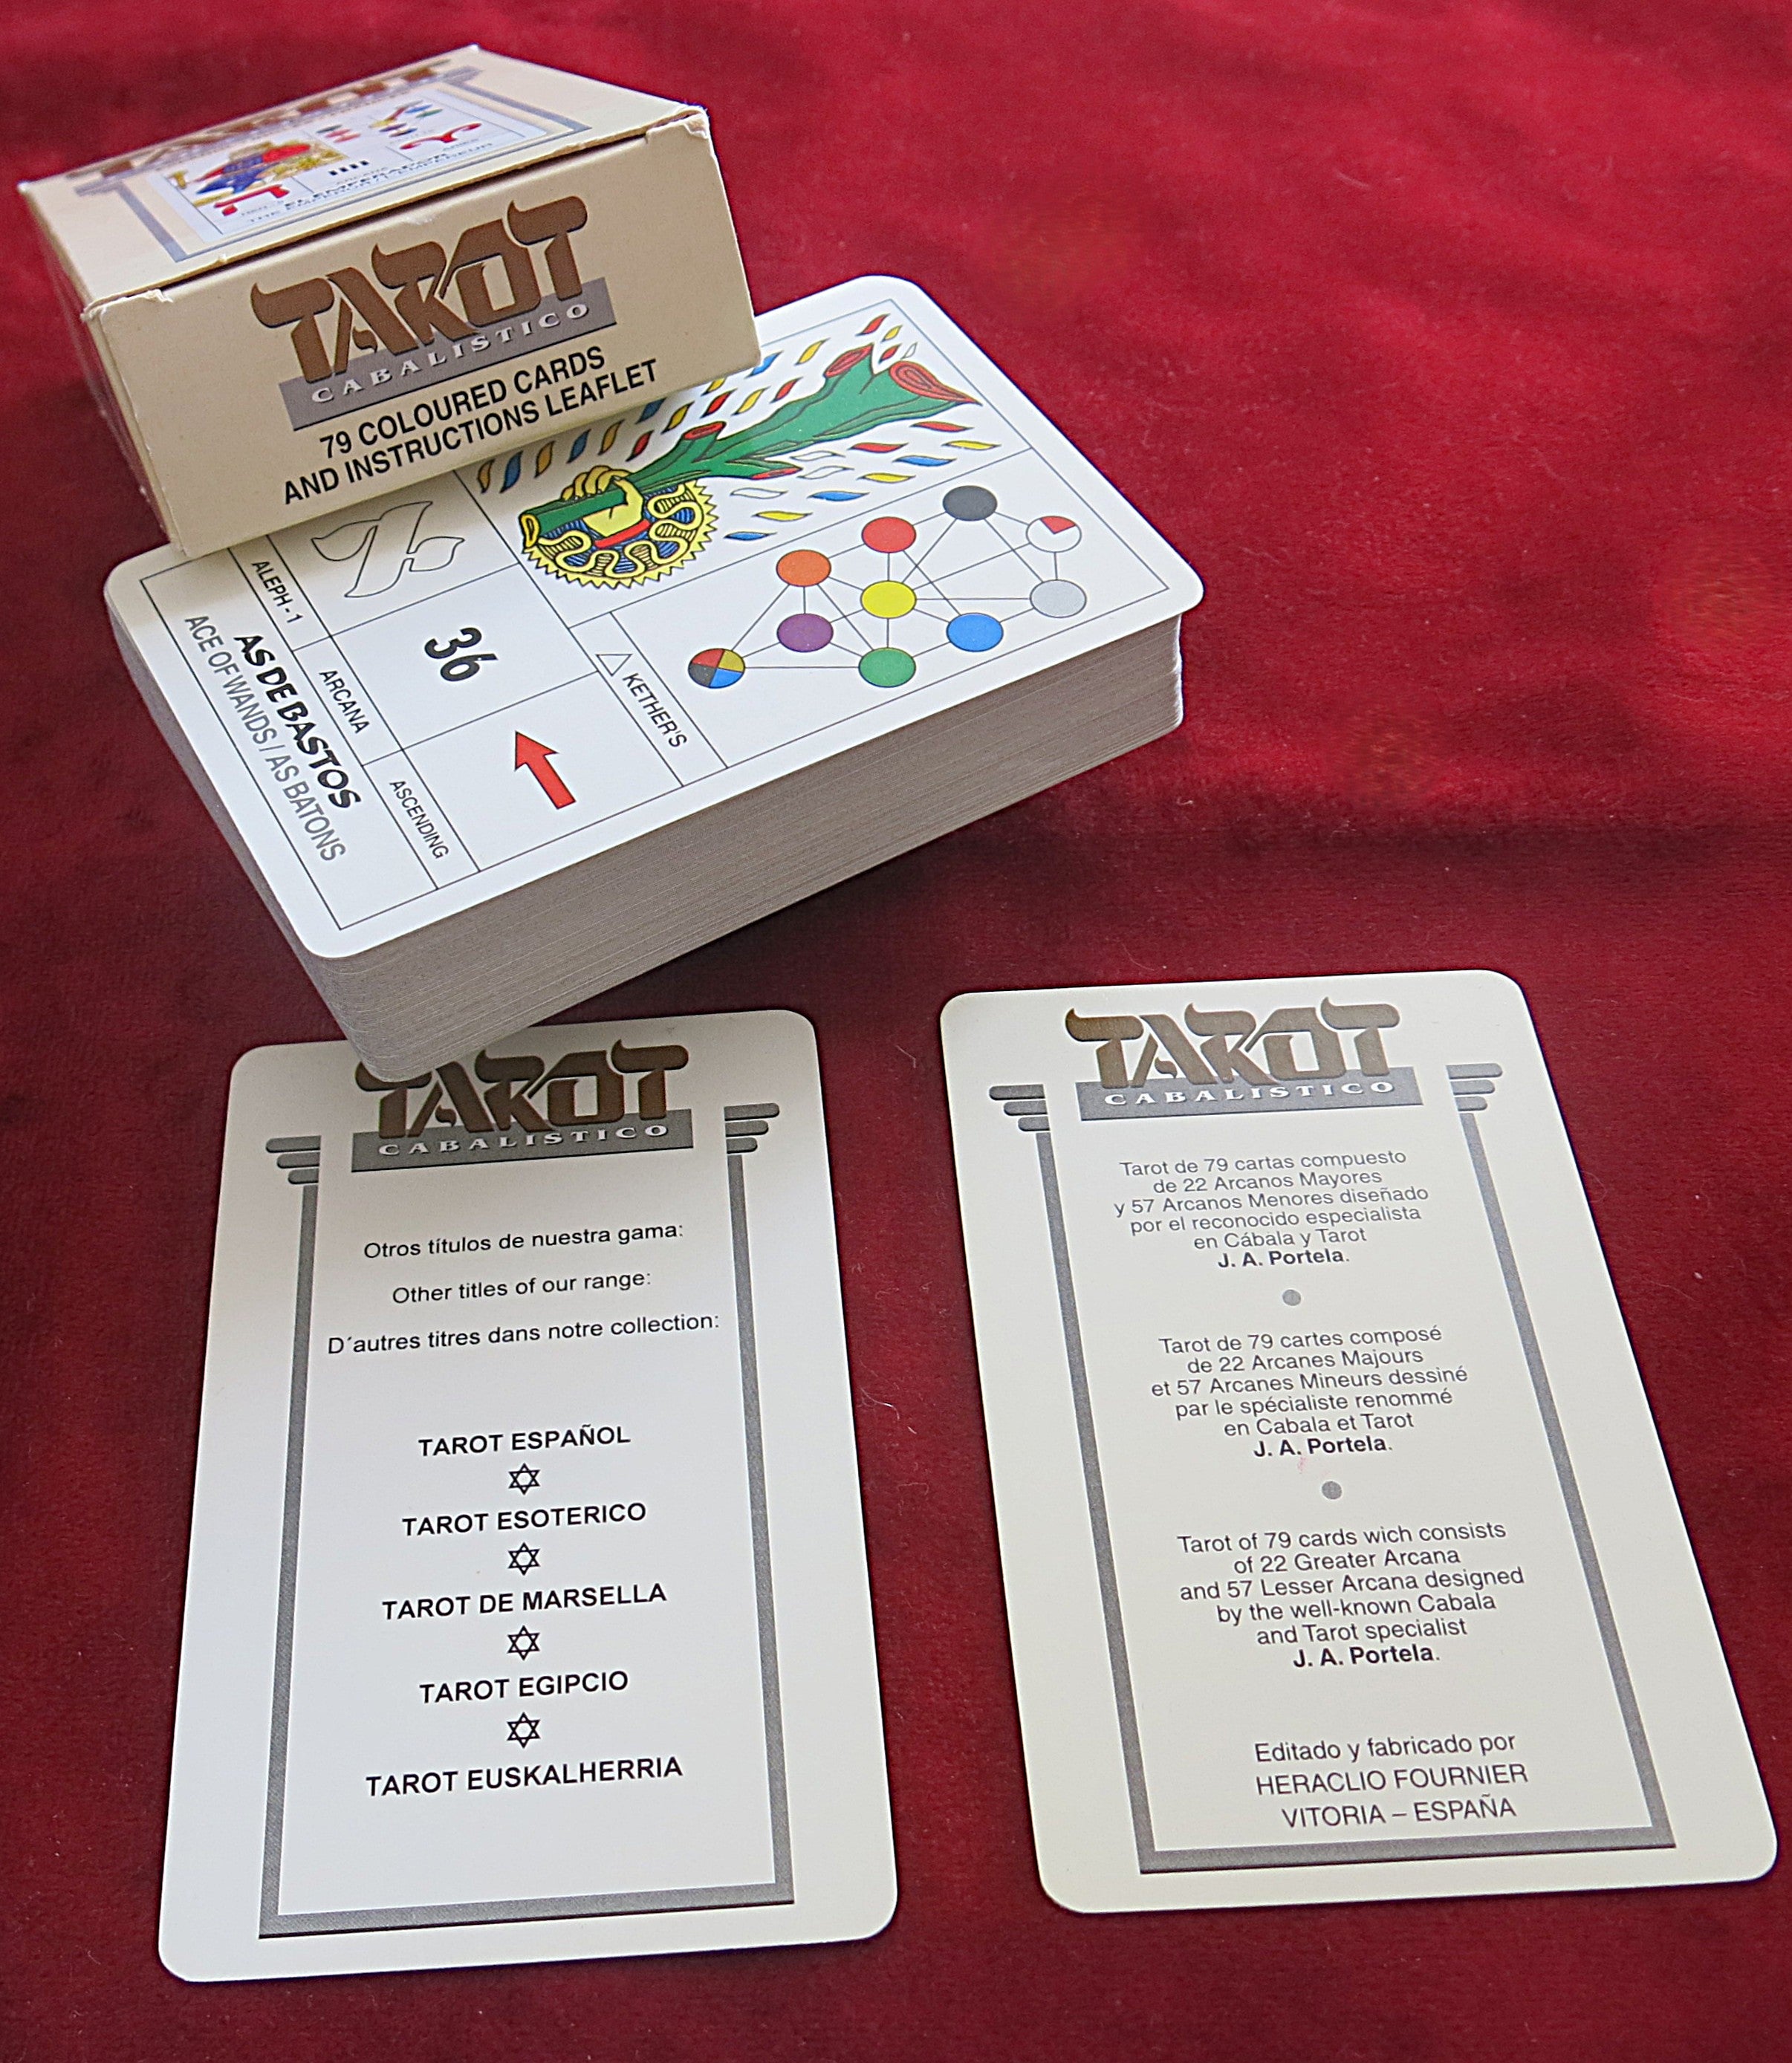 TAROT
IIII
TAROT
CABALISTICO
79 COLOURED CARDS
AND INSTRUCTIONS LEAFLET
ALEPH - 1
ARCANA
ASCENDING
36
△ KETHER'S
AS DE BASTOS
ACE OF WANDS / AS BATONS
TAROT
CABALISTICO
Otros títulos de nuestra gama:
Other titles of our range:
D´autres titres dans notre collection:
TAROT ESPAÑOL
TAROT ESOTERICO
TAROT DE MARSELLA
TAROT EGIPCIO
TAROT EUSKALHERRIA
TAROT
CABALISTICO
Tarot de 79 cartas compuesto
de 22 Arcanos Mayores
y 57 Arcanos Menores diseñado
por el reconocido especialista
en Cábala y Tarot
J. A. Portela.
Tarot de 79 cartes composé
de 22 Arcanes Majours
et 57 Arcanes Mineurs dessiné
par le spécialiste renommé
en Cabala et Tarot
J. A. Portela.
Tarot of 79 cards wich consists
of 22 Greater Arcana
and 57 Lesser Arcana designed
by the well-known Cabala
and Tarot specialist
J. A. Portela.
Editado y fabricado por
HERACLIO FOURNIER
VITORIA – ESPAÑA